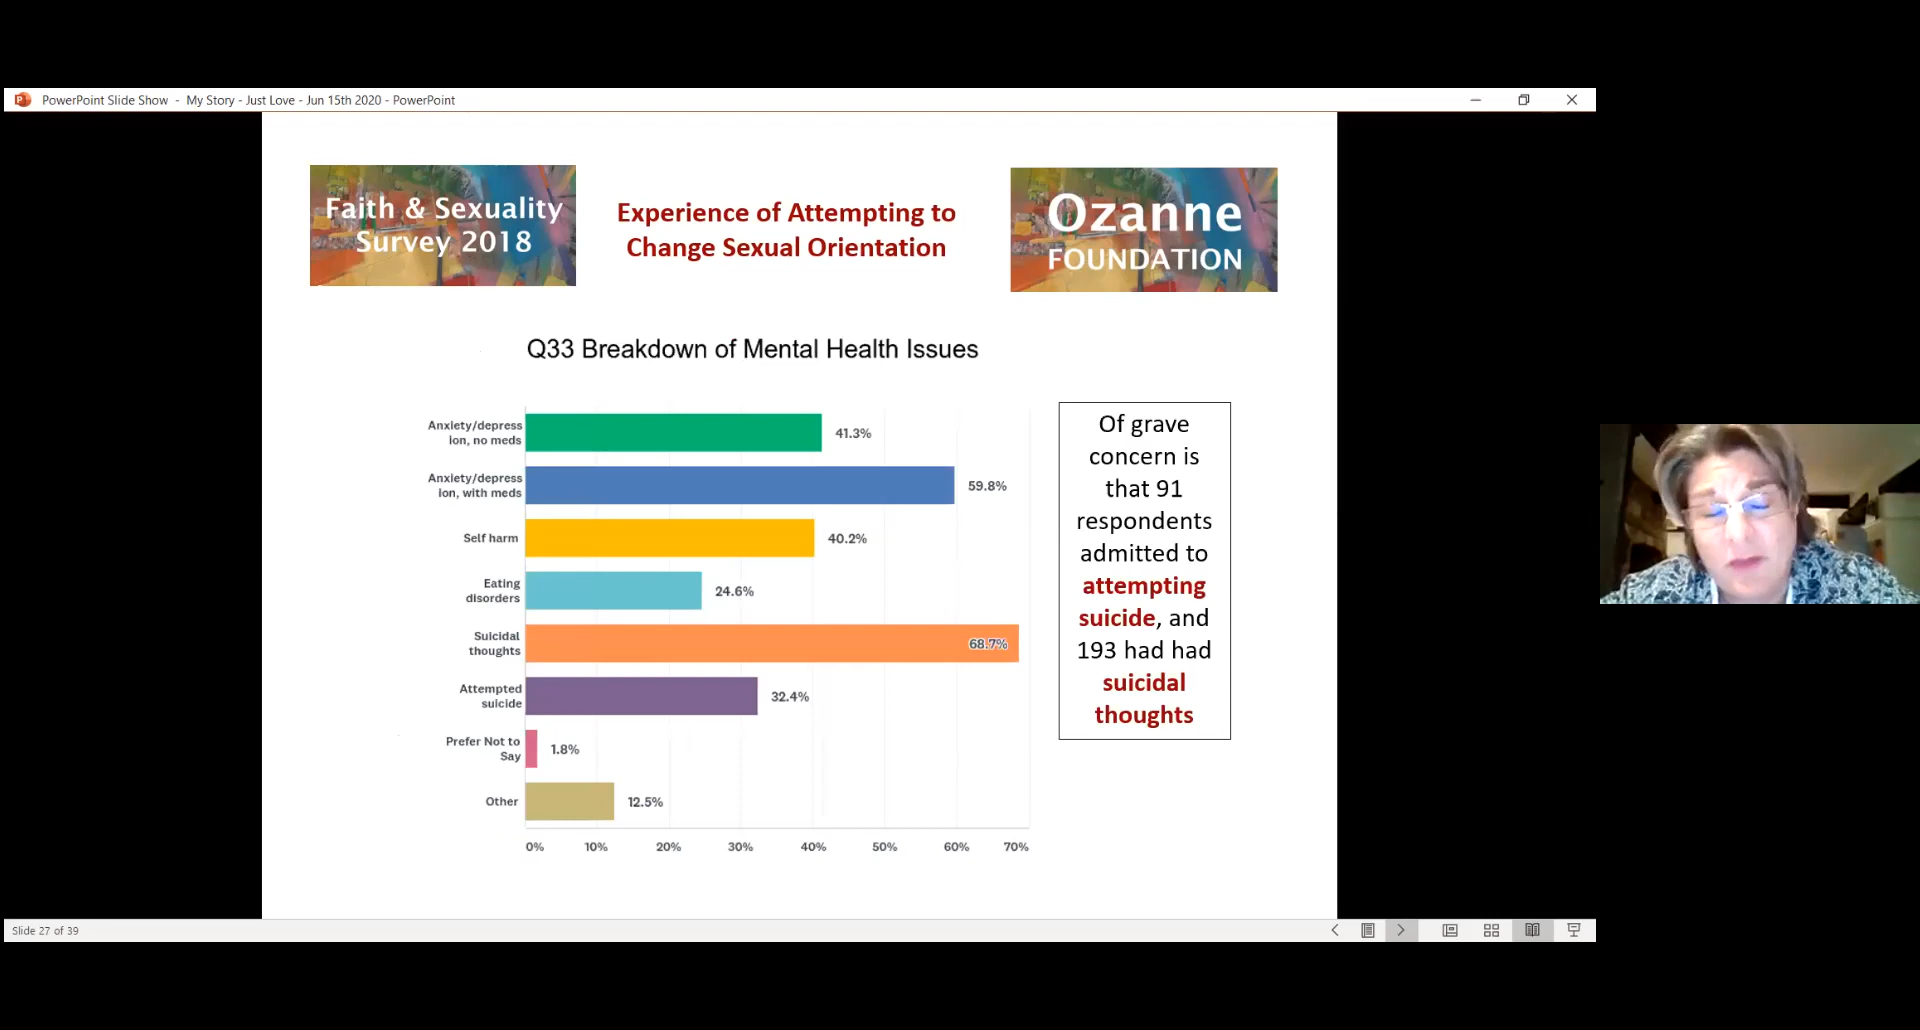 PowerPoint Slide Show - My Story - Just Love - Jun 15th 2020 - PowerPoint
Faith & Sexuality
Survey 2018
Experience of Attempting to
Change Sexual Orientation
Ozanne
FOUNDATION
Q33 Breakdown of Mental Health Issues
Anxiety/depress
ion, no meds
41.3%
Anxiety/depress
ion, with meds
59.8%
Self harm
40.2%
Eating
disorders
24.6%
Suicidal
thoughts
68.7%
Attempted
suicide
32.4%
Prefer Not to
Say
1.8%
Other
12.5%
0% 10% 20% 30% 40% 50% 60% 70%
Of grave
concern is
that 91
respondents
admitted to
attempting
suicide, and
193 had had
suicidal
thoughts
Slide 27 of 39